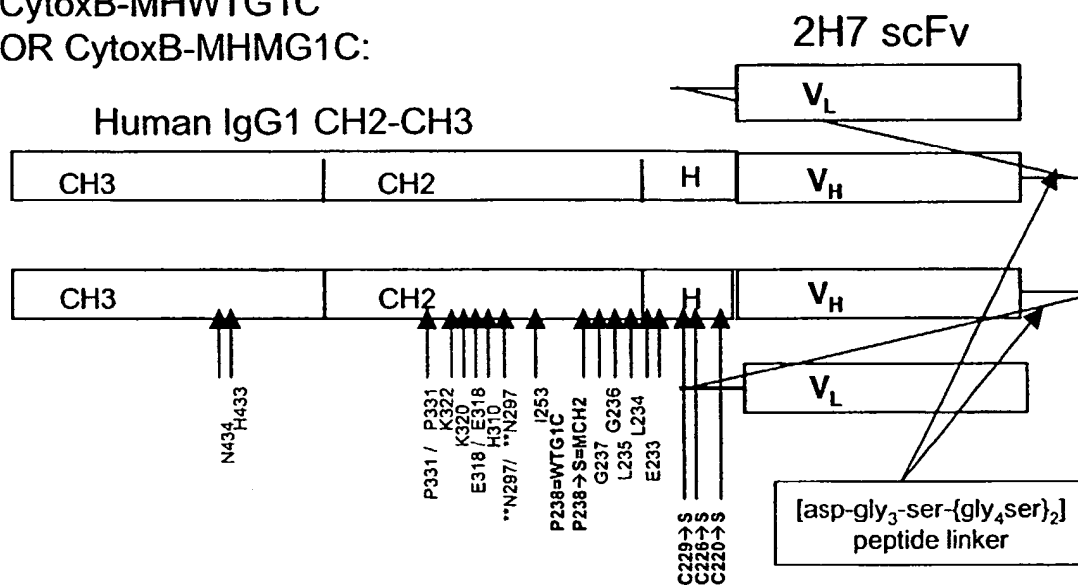 CytoxB-MHWTG1C
OR CytoxB-MHMG1C:
2H7 scFv
Human IgG1 CH2-CH3
VL
CH3 CH2 H VH
CH3 CH2 H VH
VL
N434
H433
P331 / P331
K322
K320
E318 / E318
H310
**N297/ **N297
I253
P238=WTG1C
P238→S=MCH2
G237
G236
L235
L234
E233
C229→S
C226→S
C220→S
[asp-gly3-ser-{gly4ser}2]
peptide linker